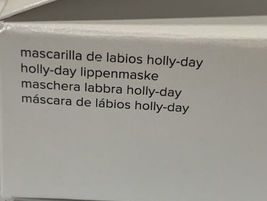 mascarilla de labios holly-day
holly-day lippenmaske
maschera labbra holly-day
máscara de lábios holly-day